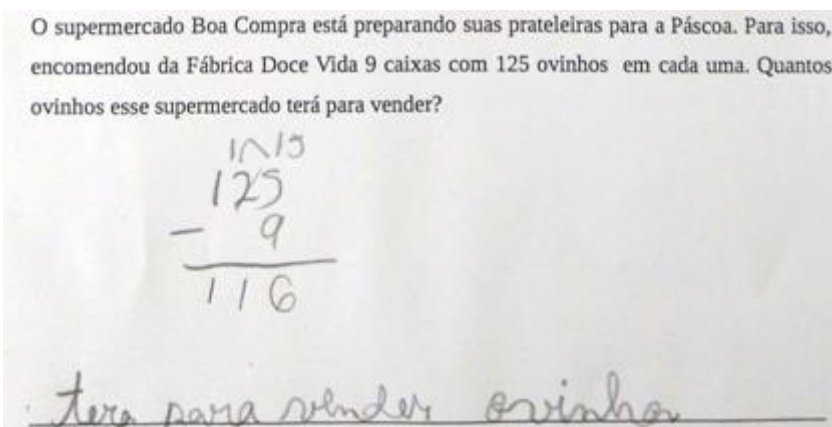 O supermercado Boa Compra está preparando suas prateleiras para a Páscoa. Para isso,
encomendou da Fábrica Doce Vida 9 caixas com 125 ovinhos em cada uma. Quantos
ovinhos esse supermercado terá para vender?
1 15
125
- 9
116
tera para vender ovinhos